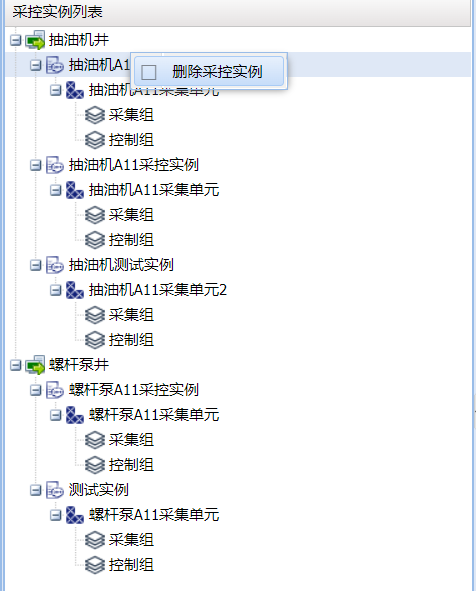 采控实例列表
抽油机井
抽油机A1
删除采控实例
抽油机A11采集单元
采集组
控制组
抽油机A11采控实例
抽油机A11采集单元
采集组
控制组
抽油机测试实例
抽油机A11采集单元2
采集组
控制组
螺杆泵井
螺杆泵A11采控实例
螺杆泵A11采集单元
采集组
控制组
测试实例
螺杆泵A11采集单元
采集组
控制组